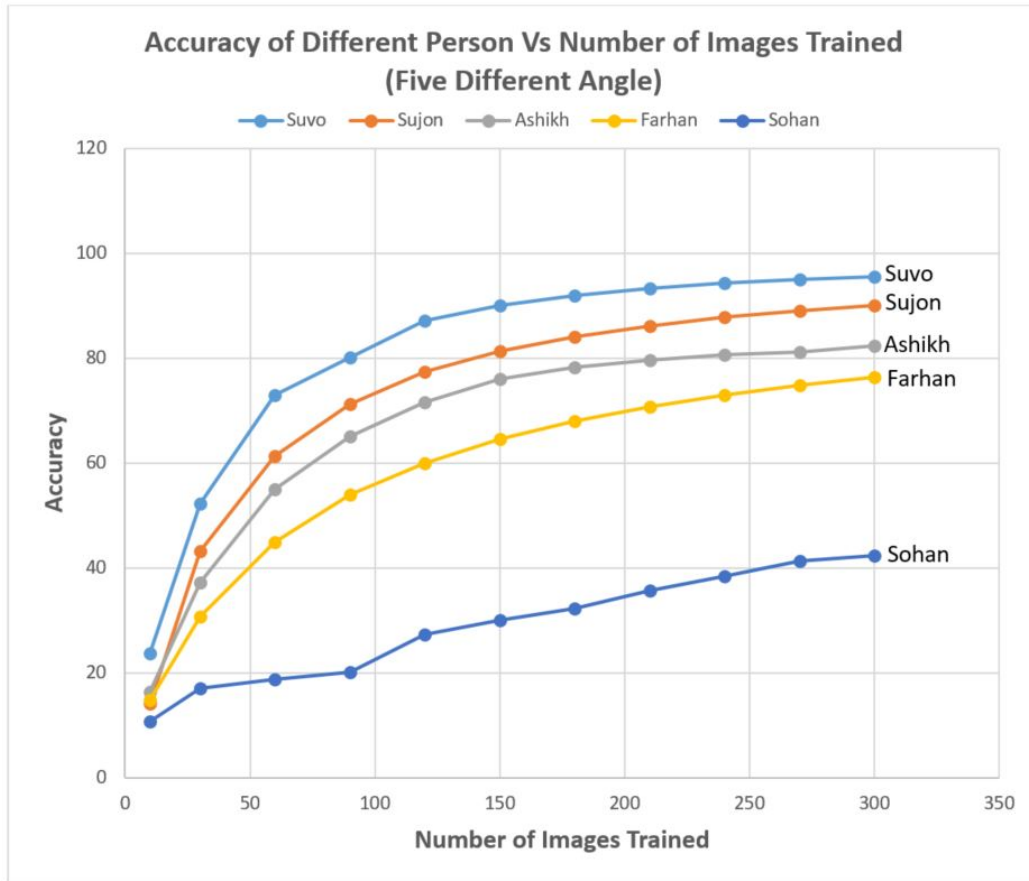 Accuracy of Different Person Vs Number of Images Trained
(Five Different Angle)
Suvo Sujon Ashikh Farhan Sohan
120
100
80
60
40
20
0
Accuracy
Suvo
Sujon
Ashikh
Farhan
Sohan
0 50 100 150 200 250 300 350
Number of Images Trained